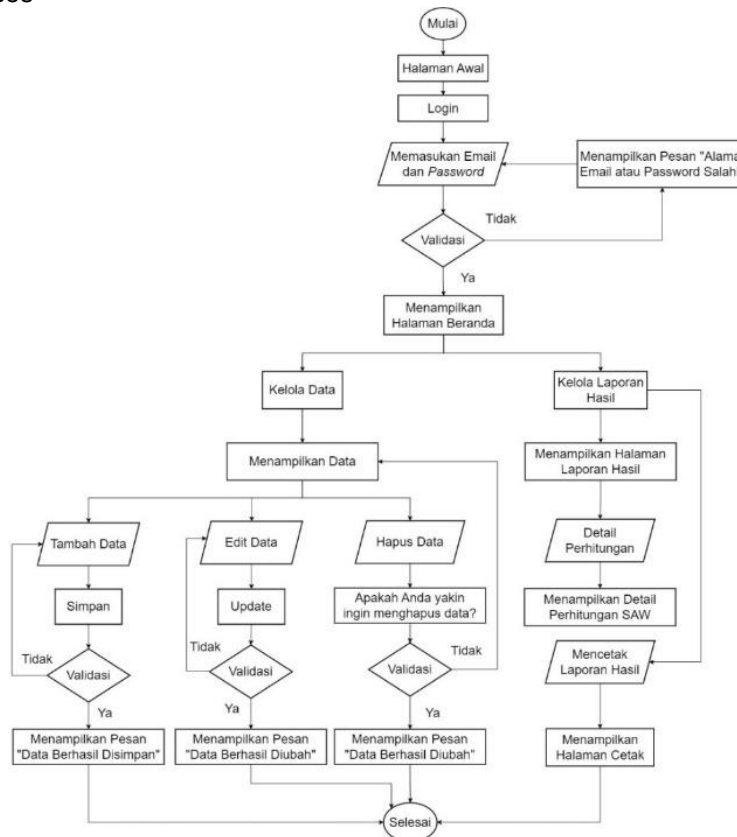 Mulai
Halaman Awal
Login
Memasukan Email
dan Password
Menampilkan Pesan "Alama
Email atau Password Salah
Tidak
Validasi
Ya
Menampilkan
Halaman Beranda
Kelola Data
Kelola Laporan
Hasil
Menampilkan Data
Menampilkan Halaman
Laporan Hasil
Tambah Data
Edit Data
Hapus Data
Detail
Perhitungan
Simpan
Update
Apakah Anda yakin
ingin menghapus data?
Menampilkan Detail
Perhitungan SAW
Tidak
Validasi
Tidak
Validasi
Tidak
Validasi
Mencetak
Laporan Hasil
Ya
Ya
Ya
Menampilkan Pesan
"Data Berhasil Disimpan"
Menampilkan Pesan
"Data Berhasil Diubah"
Menampilkan Pesan
"Data Berhasil Diubah"
Menampilkan
Halaman Cetak
Selesai